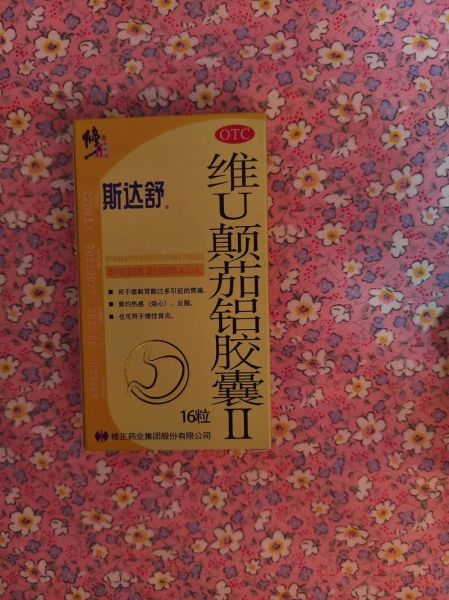 修
OTC
维U颠茄铝胶囊II
斯达舒
用于缓解胃酸过多引起的胃痛、
胃灼热感（烧心）、反酸，
也可用于慢性胃炎。
16粒
修正药业集团股份有限公司